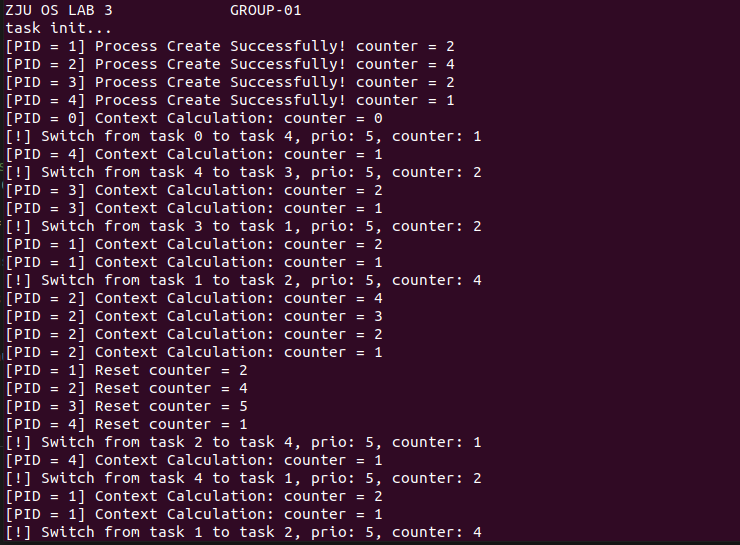 ZJU OS LAB 3          GROUP-01
task init...
[PID = 1] Process Create Successfully! counter = 2
[PID = 2] Process Create Successfully! counter = 4
[PID = 3] Process Create Successfully! counter = 2
[PID = 4] Process Create Successfully! counter = 1
[PID = 0] Context Calculation: counter = 0
[!] Switch from task 0 to task 4, prio: 5, counter: 1
[PID = 4] Context Calculation: counter = 1
[!] Switch from task 4 to task 3, prio: 5, counter: 2
[PID = 3] Context Calculation: counter = 2
[PID = 3] Context Calculation: counter = 1
[!] Switch from task 3 to task 1, prio: 5, counter: 2
[PID = 1] Context Calculation: counter = 2
[PID = 1] Context Calculation: counter = 1
[!] Switch from task 1 to task 2, prio: 5, counter: 4
[PID = 2] Context Calculation: counter = 4
[PID = 2] Context Calculation: counter = 3
[PID = 2] Context Calculation: counter = 2
[PID = 2] Context Calculation: counter = 1
[PID = 1] Reset counter = 2
[PID = 2] Reset counter = 4
[PID = 3] Reset counter = 5
[PID = 4] Reset counter = 1
[!] Switch from task 2 to task 4, prio: 5, counter: 1
[PID = 4] Context Calculation: counter = 1
[!] Switch from task 4 to task 1, prio: 5, counter: 2
[PID = 1] Context Calculation: counter = 2
[PID = 1] Context Calculation: counter = 1
[!] Switch from task 1 to task 2, prio: 5, counter: 4